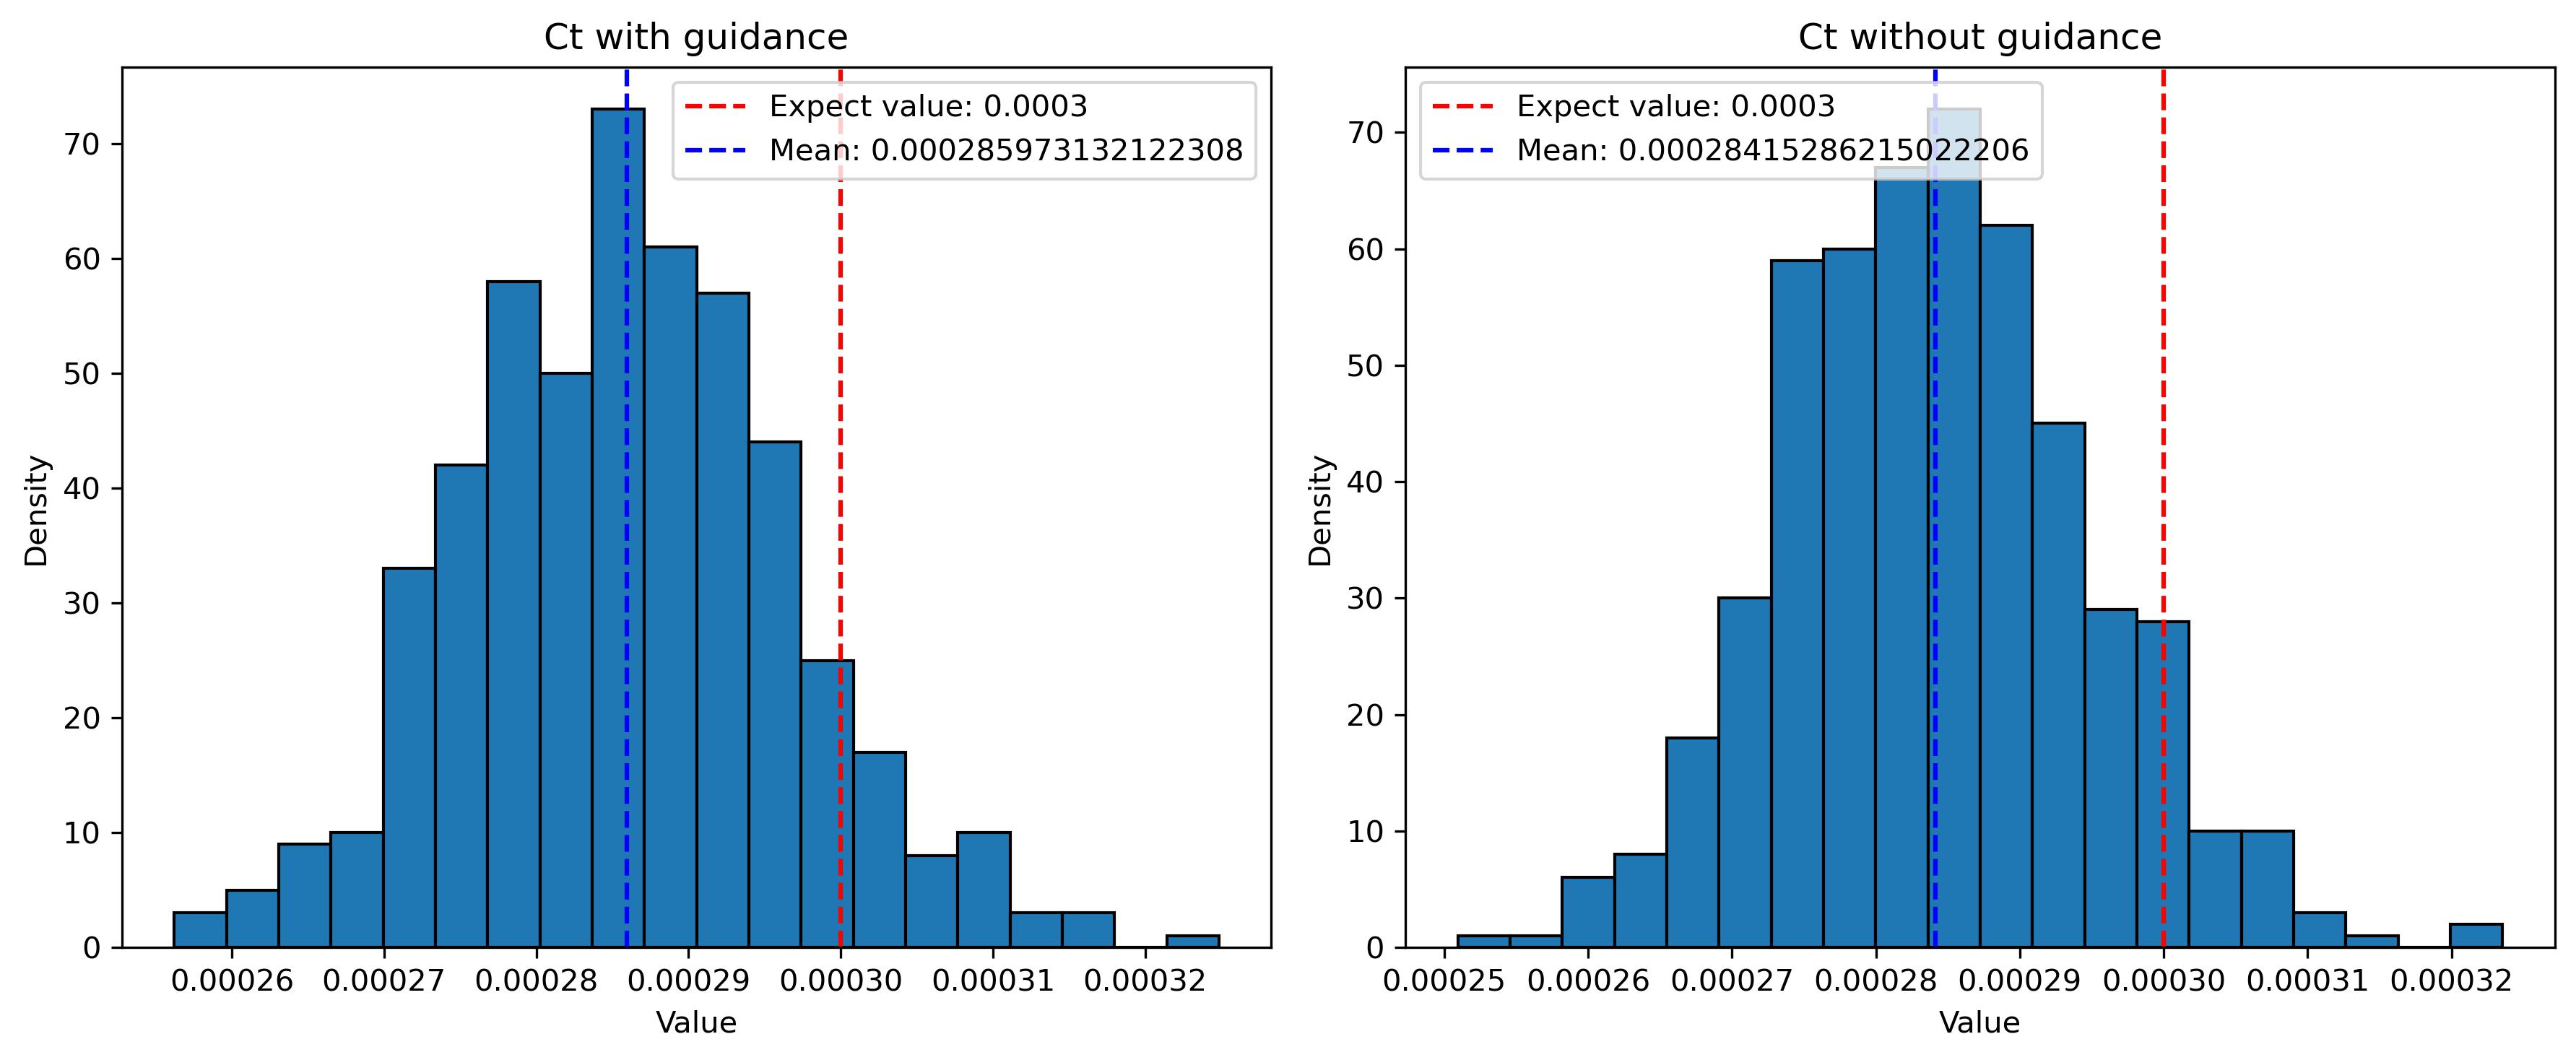 Ct with guidance
Expect value: 0.0003
Mean: 0.000285973132122308
Density
70
60
50
40
30
20
10
0
0.00026 0.00027 0.00028 0.00029 0.00030 0.00031 0.00032
Value
Ct without guidance
Expect value: 0.0003
Mean: 0.00028415286215022206
Density
70
60
50
40
30
20
10
0
0.00025 0.00026 0.00027 0.00028 0.00029 0.00030 0.00031 0.00032
Value